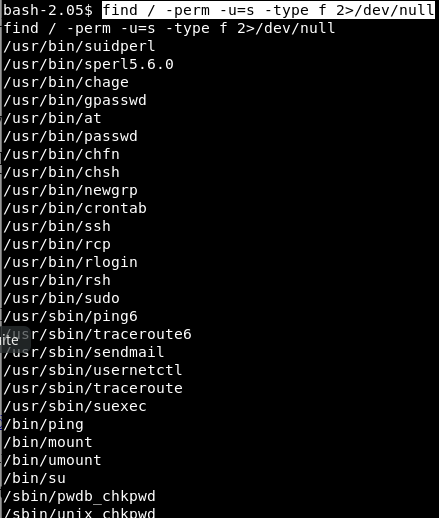 bash-2.05$ find / -perm -u=s -type f 2>/dev/null
find / -perm -u=s -type f 2>/dev/null
/usr/bin/suidperl
/usr/bin/sperl5.6.0
/usr/bin/chage
/usr/bin/gpasswd
/usr/bin/at
/usr/bin/passwd
/usr/bin/chfn
/usr/bin/chsh
/usr/bin/newgrp
/usr/bin/crontab
/usr/bin/ssh
/usr/bin/rcp
/usr/bin/rlogin
/usr/bin/rsh
/usr/bin/sudo
/usr/sbin/ping6
/usr/sbin/traceroute6
/usr/sbin/sendmail
/usr/sbin/usernetctl
/usr/sbin/traceroute
/usr/sbin/suexec
/bin/ping
/bin/mount
/bin/umount
/bin/su
/sbin/pwdb_chkpwd
/sbin/unix_chkpwd